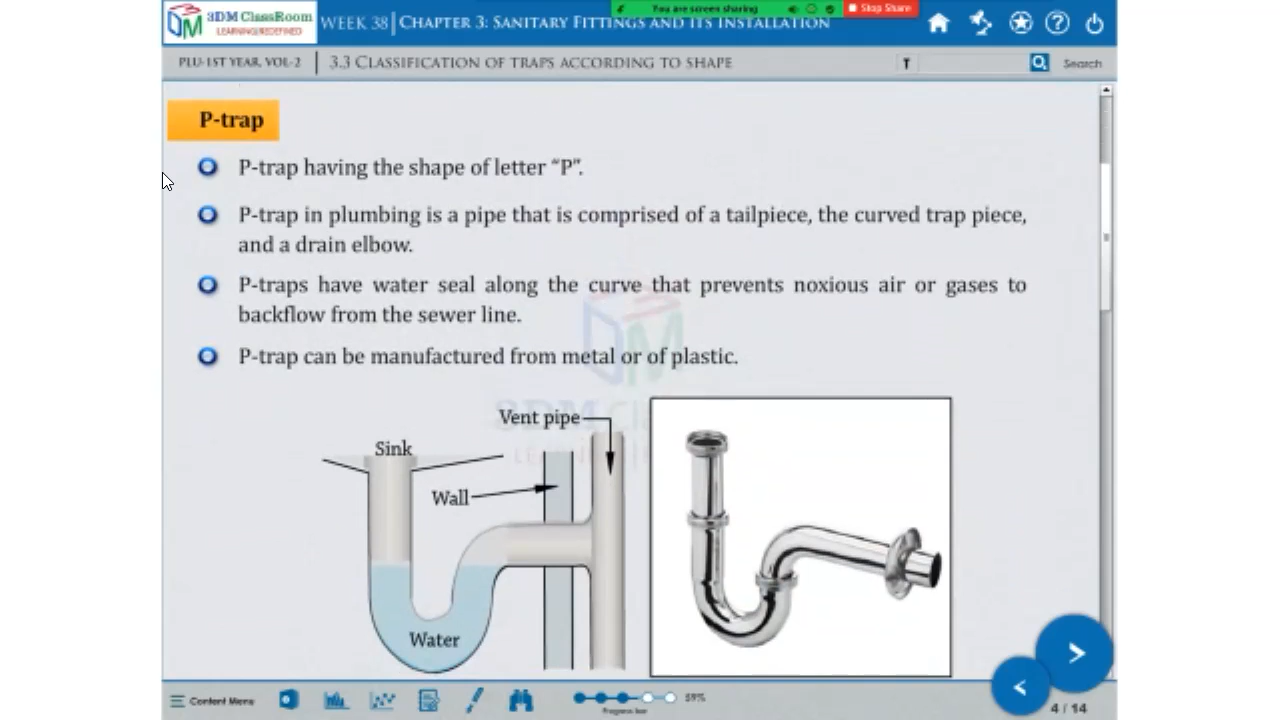 3DM ClassRoom
LEARNING REDEFINED
WEEK 38 | CHAPTER 3: SANITARY FITTINGS AND ITS INSTALLATION
You are screen sharing
Stop Share
PLU-1ST YEAR, VOL-2 | 3.3 CLASSIFICATION OF TRAPS ACCORDING TO SHAPE
T
Search
P-trap
P-trap having the shape of letter “P”.
P-trap in plumbing is a pipe that is comprised of a tailpiece, the curved trap piece,
and a drain elbow.
P-traps have water seal along the curve that prevents noxious air or gases to
backflow from the sewer line.
P-trap can be manufactured from metal or of plastic.
Vent pipe
Sink
Wall
Water
Content Menu
Progress bar
59%
4 / 14